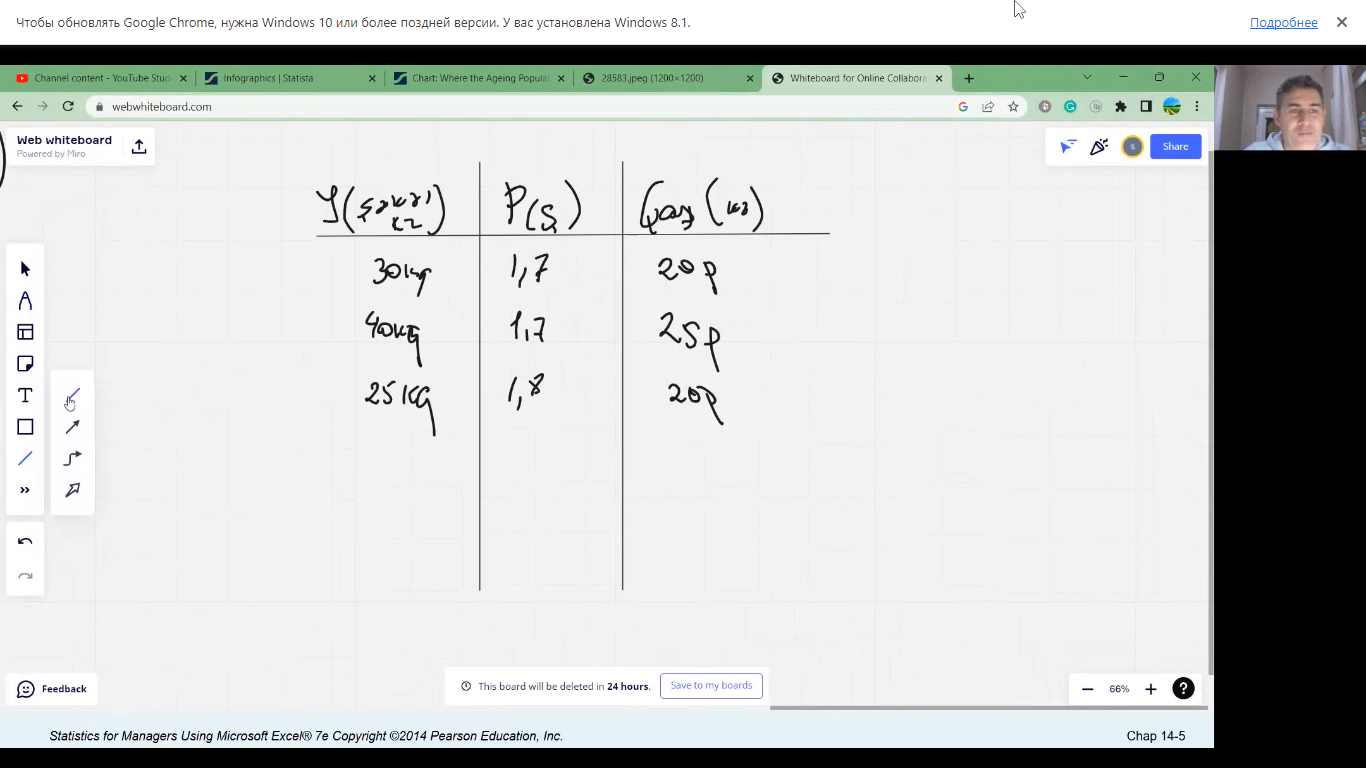 Чтобы обновлять Google Chrome, нужна Windows 10 или более поздней версии. У вас установлена Windows 8.1. Подробнее
Channel content - YouTube Stud
Infographics | Statista
Chart: Where the Ageing Populat
28583.jpeg (1200×1200)
Whiteboard for Online Collabora
webwhiteboard.com
Web whiteboard
Powered by Miro
S
Share
P($)
30kg 1,7 20p
40kg 1,7 25p
25kg 1,8 20p
T
Feedback
This board will be deleted in 24 hours. Save to my boards
66%
Statistics for Managers Using Microsoft Excel® 7e Copyright ©2014 Pearson Education, Inc. Chap 14-5